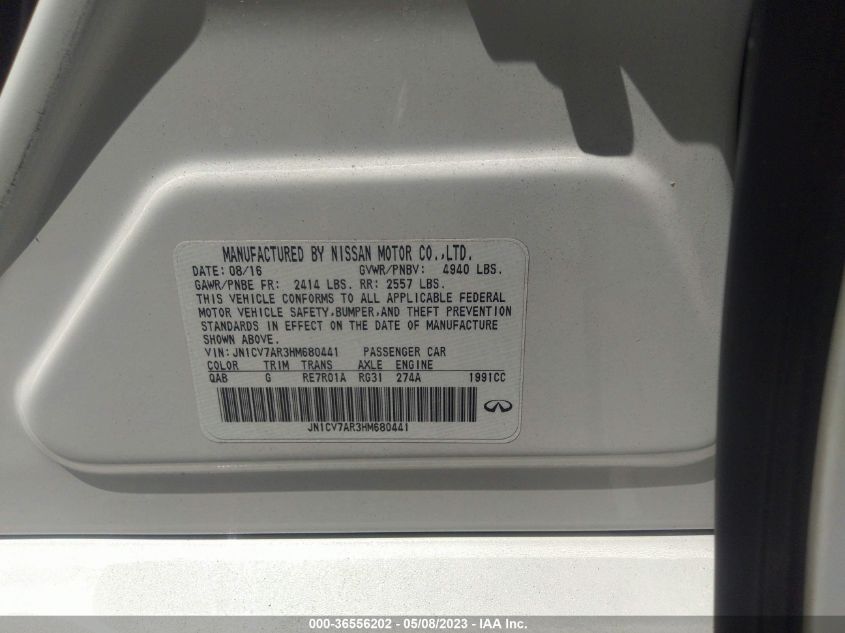 MANUFACTURED BY NISSAN MOTOR CO.,LTD.
DATE: 08/16 GVWR/PNBV: 4940 LBS.
GAWR/PNBE FR: 2414 LBS. RR: 2557 LBS.
THIS VEHICLE CONFORMS TO ALL APPLICABLE FEDERAL
MOTOR VEHICLE SAFETY,BUMPER,AND THEFT PREVENTION
STANDARDS IN EFFECT ON THE DATE OF MANUFACTURE
SHOWN ABOVE.
VIN: JN1CV7AR3HM680441 PASSENGER CAR
COLOR TRIM TRANS AXLE ENGINE
QAB G RE7R01A RG31 274A 1991CC
JN1CV7AR3HM680441
000-36556202 - 05/08/2023 - IAA Inc.